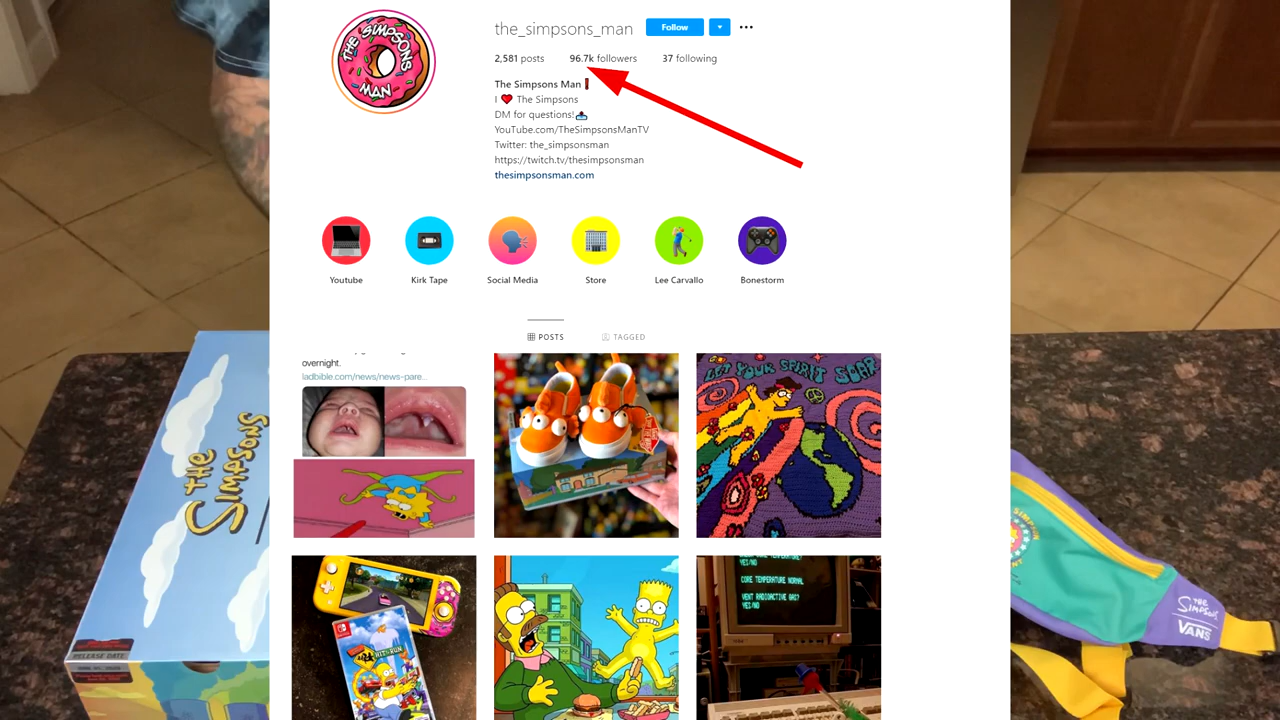 THE SIMPSONS
MAN
the_simpsons_man
Follow
2,581 posts
96.7k followers
37 following
The Simpsons Man
I ❤️ The Simpsons
DM for questions!
YouTube.com/TheSimpsonsManTV
Twitter: the_simpsonsman
https://twitch.tv/thesimpsonsman
thesimpsonsman.com
Youtube
Kirk Tape
Social Media
Store
Lee Carvallo
Bonestorm
POSTS
TAGGED
overnight.
ladbible.com/news/news-pare...
LET YOUR SPIRIT SOAR
HIT & RUN
YES/NO
CORE TEMPERATURE NORMAL
VENT RADIOACTIVE GAS?
YES/NO
THE
SIMPSONS
RELEASE DATE
THE
SIMPSONS
VANS